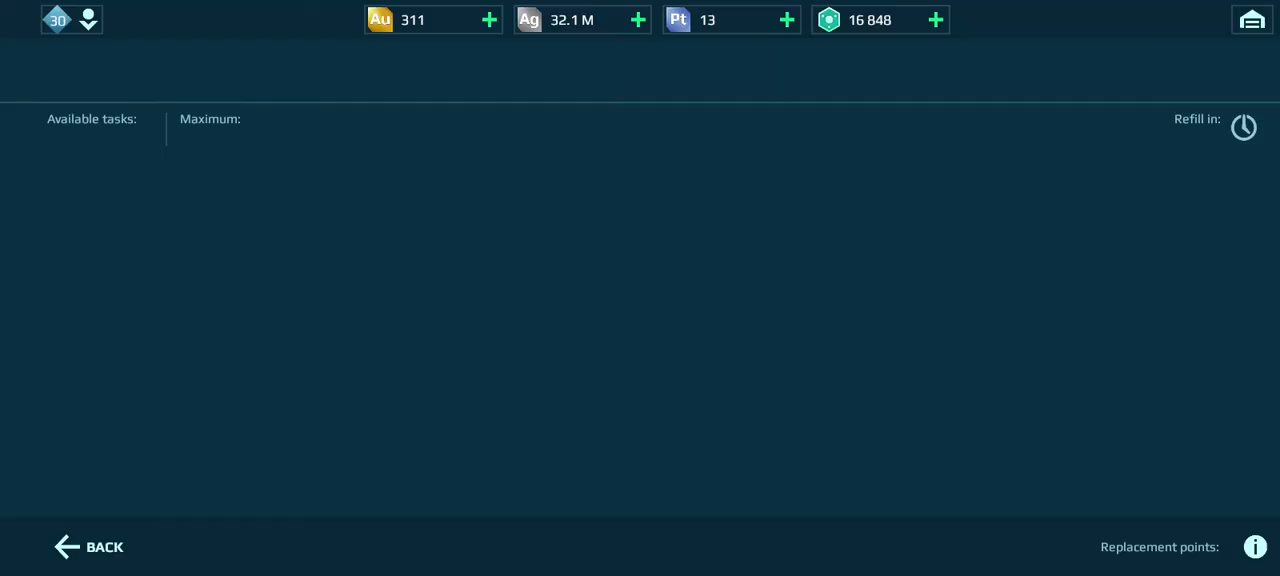 30
Au 311
Ag 32.1 M
Pt 13
16 848
Available tasks:
Maximum:
Refill in:
BACK
Replacement points: